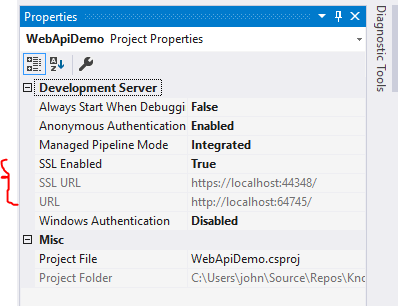 Properties
WebApiDemo Project Properties
Development Server
Always Start When Debuggi False
Anonymous Authentication Enabled
Managed Pipeline Mode Integrated
SSL Enabled True
SSL URL https://localhost:44348/
URL http://localhost:64745/
Windows Authentication Disabled
Misc
Project File WebApiDemo.csproj
Project Folder C:\Users\john\Source\Repos\Kno
Diagnostic Tools